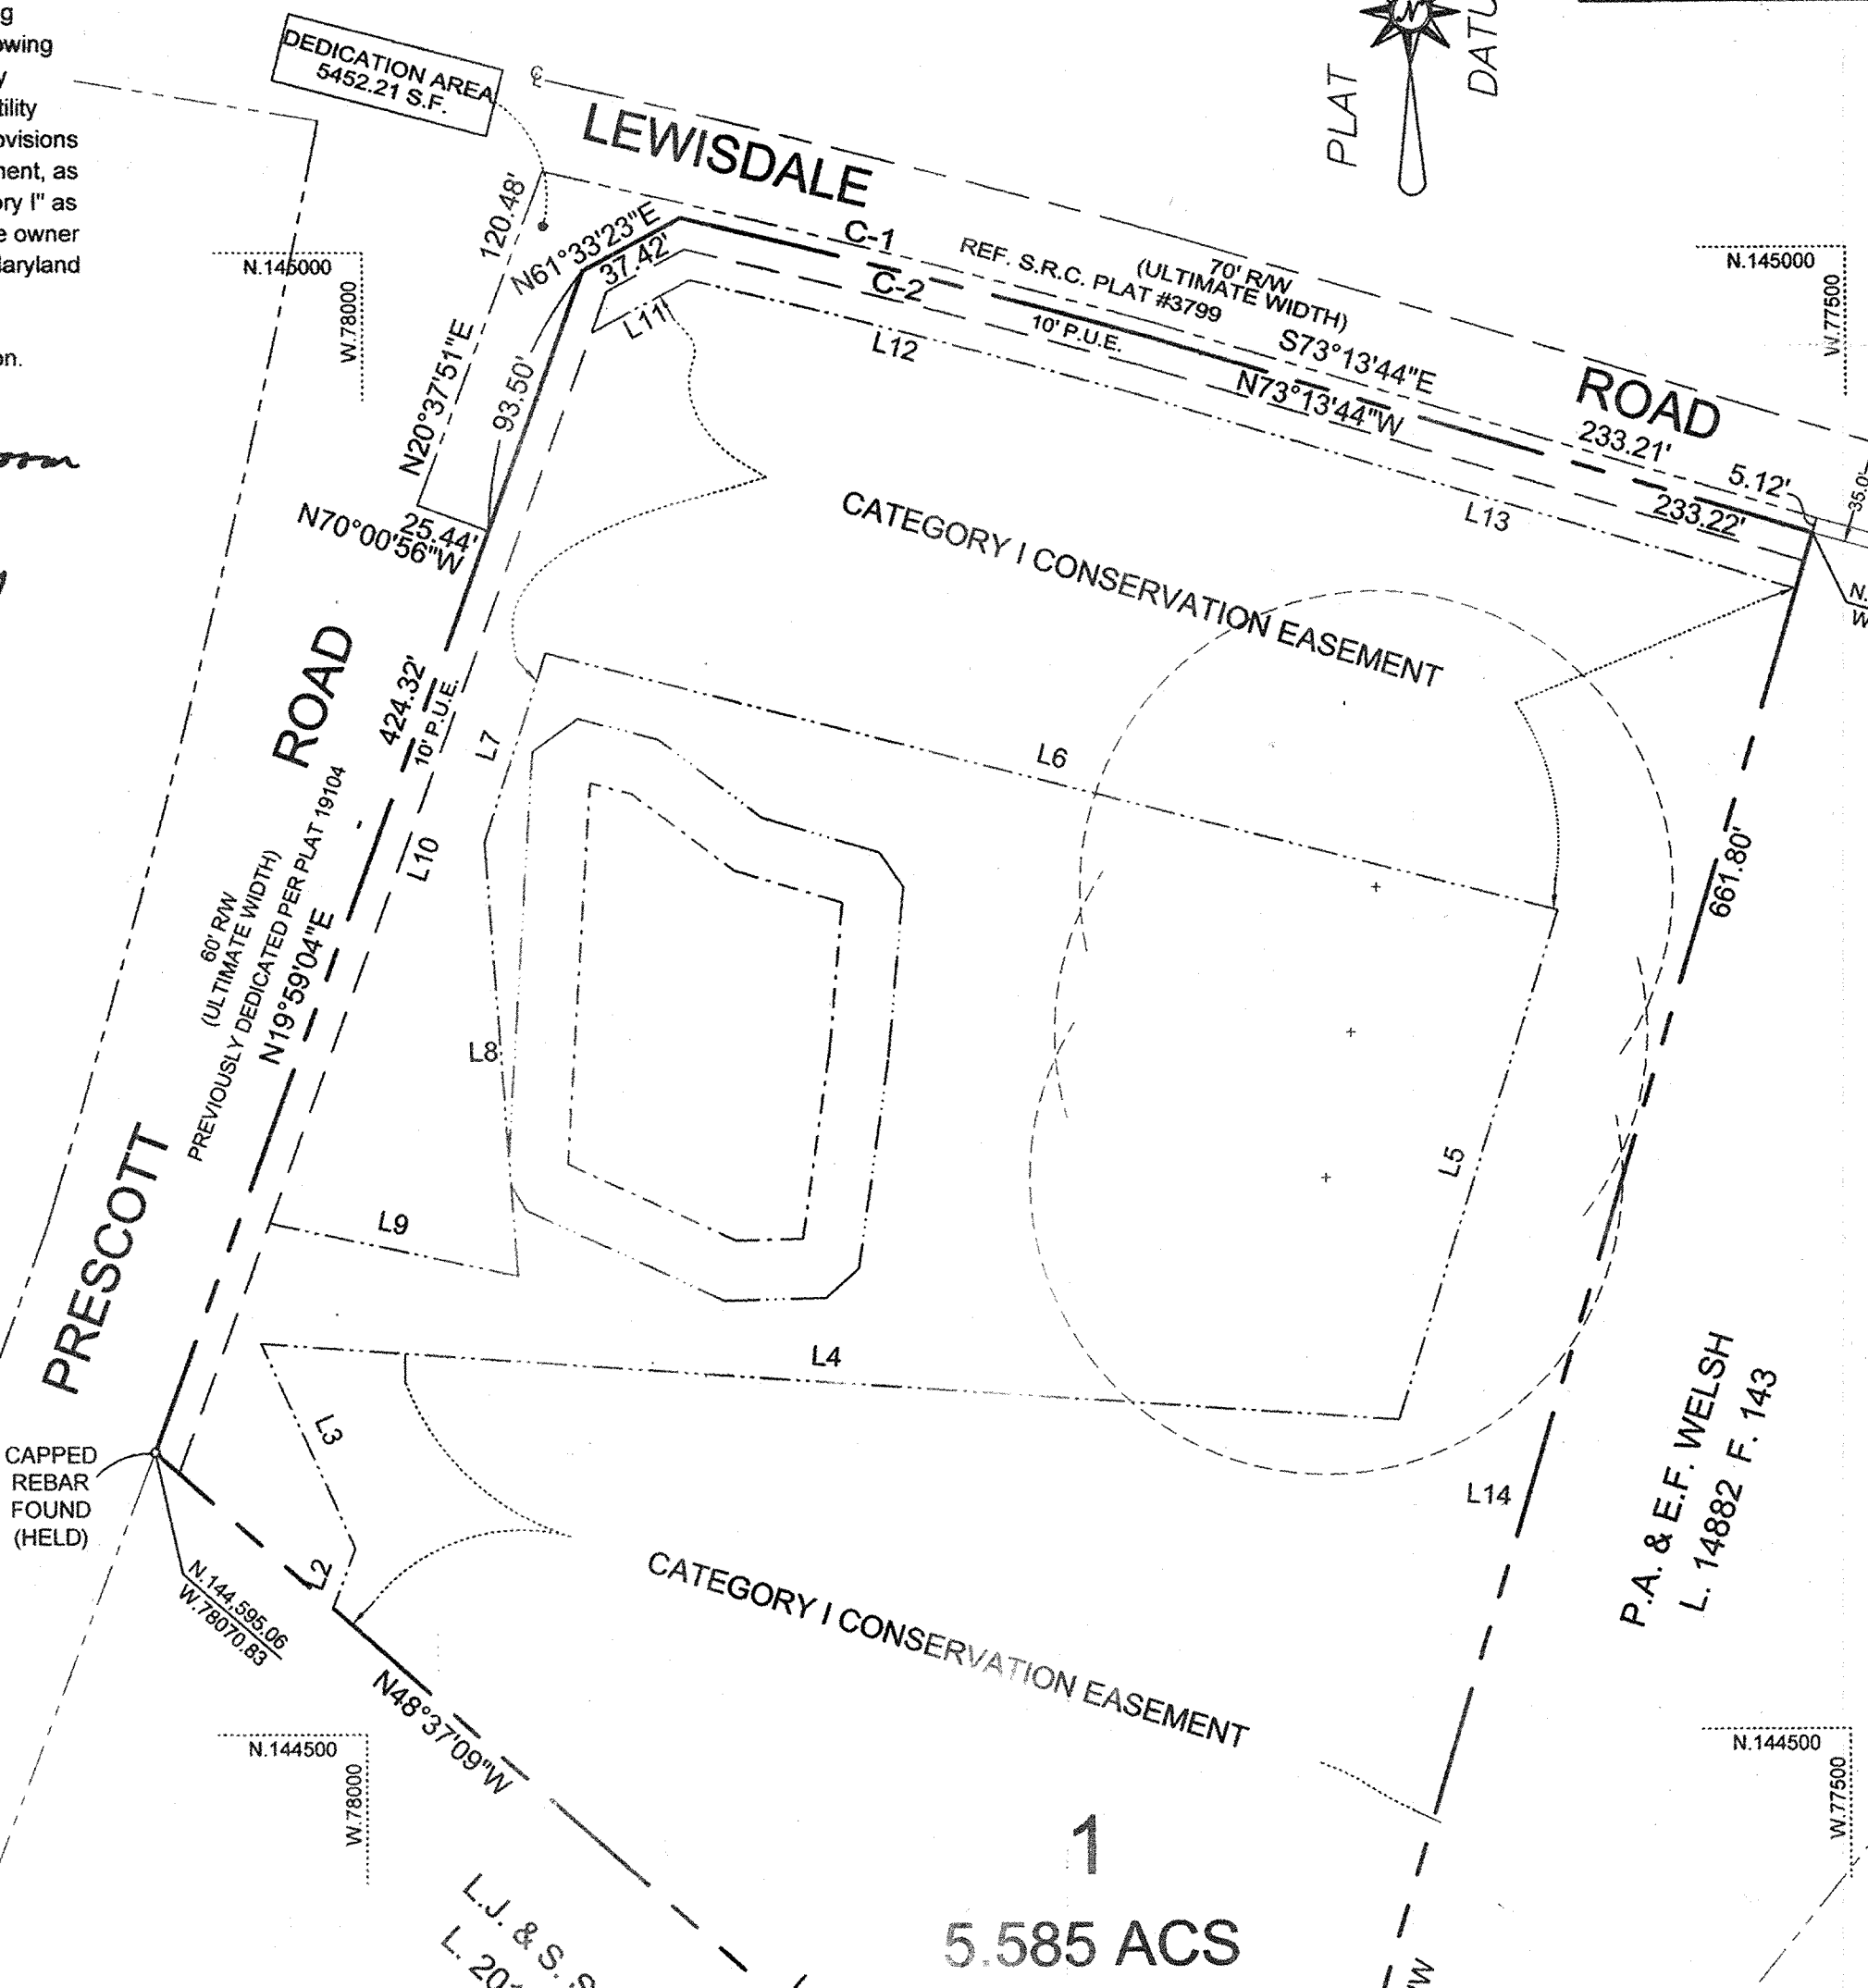 DEDICATION AREA
5452.21 S.F.
LEWISDALE
ROAD
PLAT
N
C-1
C-2
REF. S.R.C. PLAT #3799
70' R/W
(ULTIMATE WIDTH)
10' P.U.E.
S73°13'44"E
N73°13'44"W
233.21'
233.22'
5.12'
N.145000
W.78000
N.145000
W.77500
120.48'
N61°33'23"E
37.42'
L11
L12
L13
N20°37'51"E
93.50'
25.44'
N70°00'56"W
CATEGORY I CONSERVATION EASEMENT
ROAD
424.32'
10' P.U.E.
L7
L6
L10
661.80'
60' R/W
(ULTIMATE WIDTH)
PREVIOUSLY DEDICATED PER PLAT 19104
N19°59'04"E
L8
L5
L9
PRESCOTT
L4
L3
L2
L14
CAPPED
REBAR
FOUND
(HELD)
N.144,595.06
W.78070.83
P.A. & E.F. WELSH
L. 14882 F. 143
CATEGORY I CONSERVATION EASEMENT
N48°37'09"W
N.144500
W.78000
N.144500
W.77500
1
5.585 ACS
L.J. & S.
ment, as
ory I" as
e owner